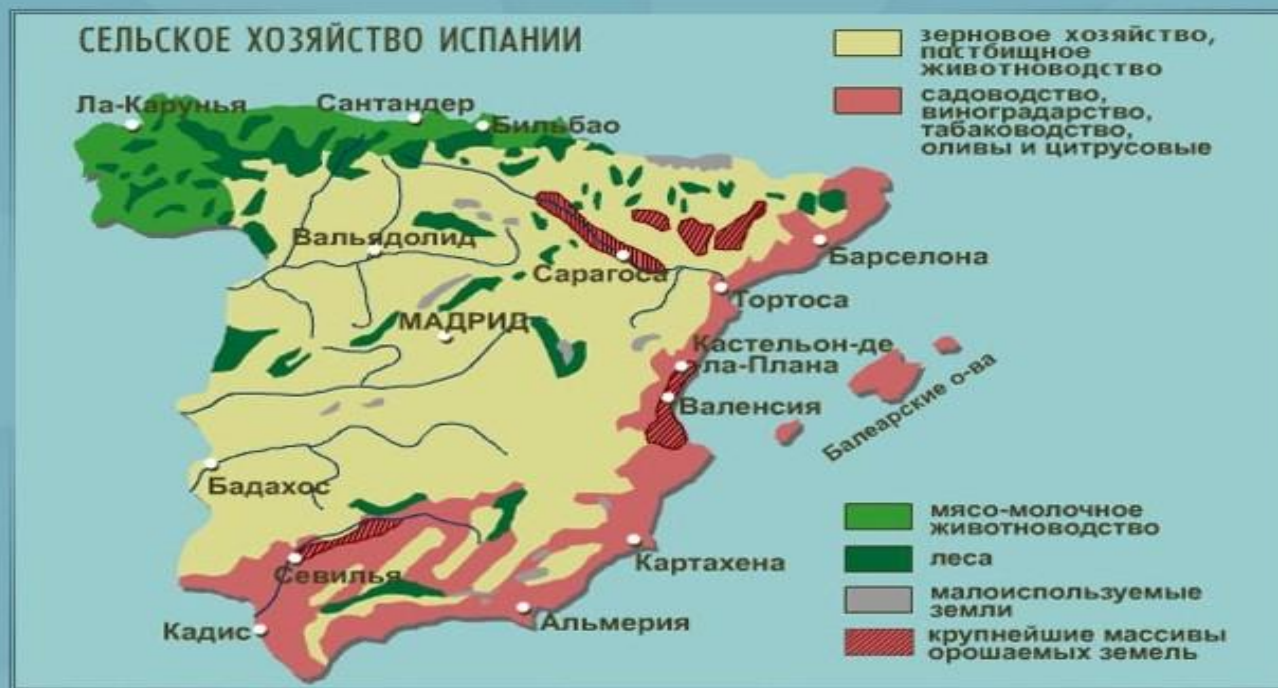 СЕЛЬСКОЕ ХОЗЯЙСТВО ИСПАНИИ
зерновое хозяйство,
пастбищное
животноводство
садоводство,
виноградарство,
табаководство,
оливы и цитрусовые
Ла-Карунья
Сантандер
Бильбао
Вальядолид
Сарагоса
Барселона
Тортоса
МАДРИД
Кастельон-де
ла-Плана
Валенсия
Балеарские о-ва
Бадахос
Севилья
Картахена
Кадис
Альмерия
мясо-молочное
животноводство
леса
малоиспользуемые
земли
крупнейшие массивы
орошаемых земель